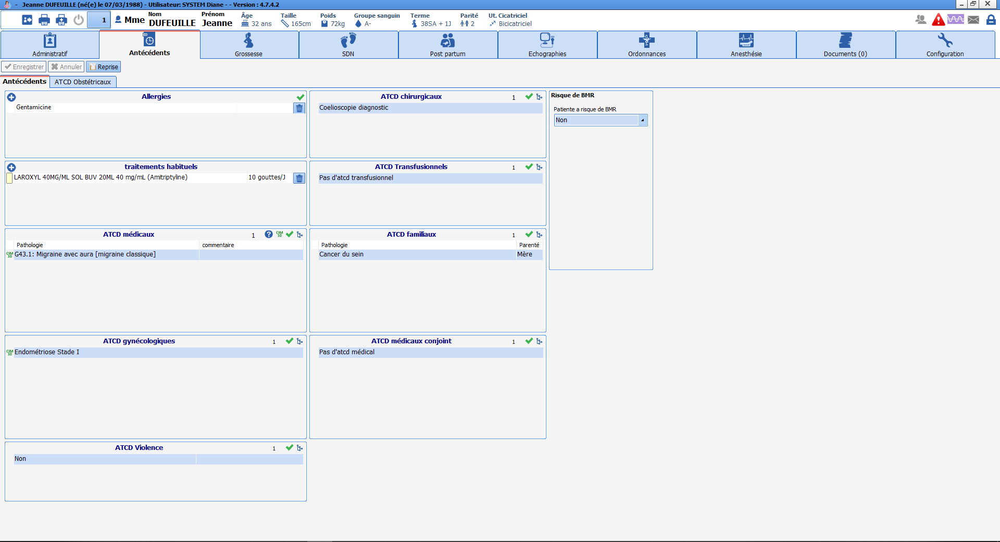 - Jeanne DUFEUILLE (né(e) le 07/03/1988) - Utilisateur: SYSTEM Diane - - Version : 4.7.4.2
1 Mme Nom DUFEUILLE Prénom Jeanne Âge 32 ans Taille 165cm Poids 72kg Groupe sanguin A- Terme 38SA + 1J Parité 2 Ut. Cicatriciel Bicicatriciel
Administratif Antécédents Grossesse SDN Post partum Echographies Ordonnances Anesthésie Documents (0) Configuration
Enregistrer Annuler Reprise
Antécédents ATCD Obstétricaux
Allergies
Gentamicine
ATCD chirurgicaux 1
Coelioscopie diagnostic
Risque de BMR
Patiente a risque de BMR
Non
traitements habituels
LAROXYL 40MG/ML SOL BUV 20ML 40 mg/mL (Amitriptyline) 10 gouttes/J
ATCD Transfusionnels 1
Pas d'atcd transfusionnel
ATCD médicaux 1 ? CIM 10
Pathologie commentaire
CIM 10 G43.1: Migraine avec aura [migraine classique]
ATCD familiaux 1
Pathologie Parenté
Cancer du sein Mère
ATCD gynécologiques 1
CIM 10 Endométriose Stade I
ATCD médicaux conjoint 1
Pas d'atcd médical
ATCD Violence 1
Non